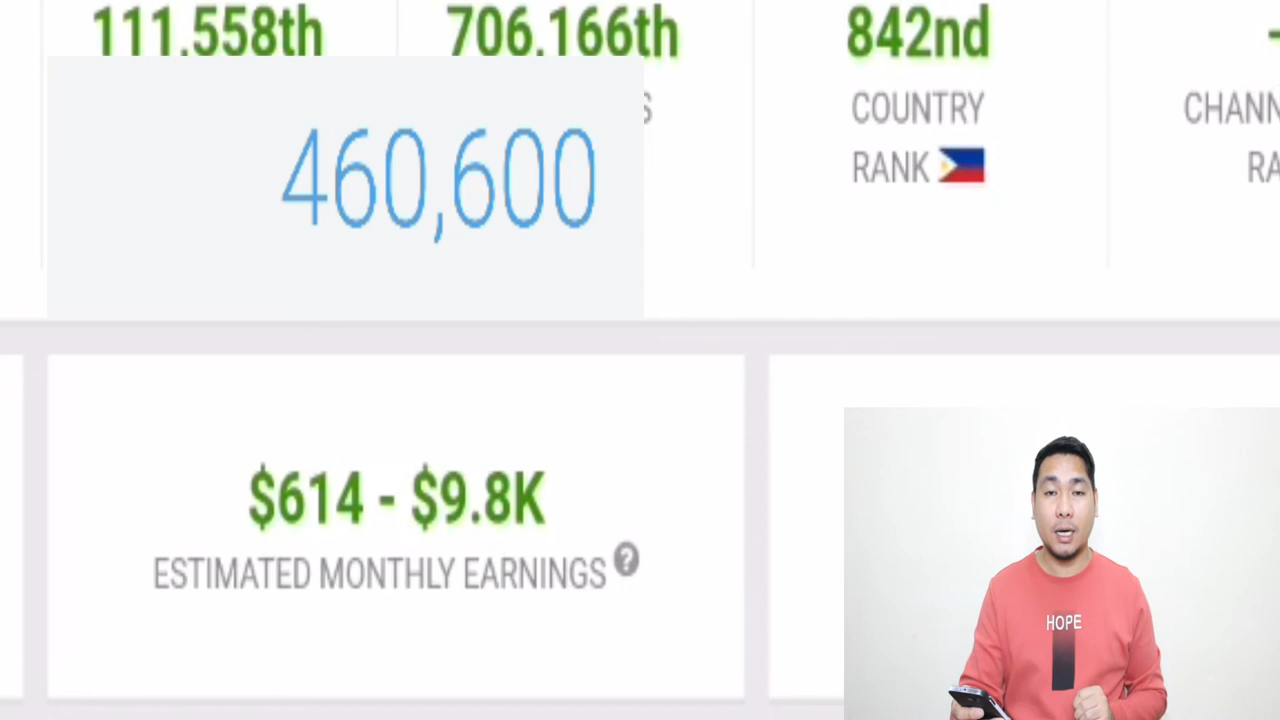 111,558th 706,166th 842nd
S COUNTRY CHANN
RANK RA
460,600
$614 - $9.8K
ESTIMATED MONTHLY EARNINGS ?
HOPE